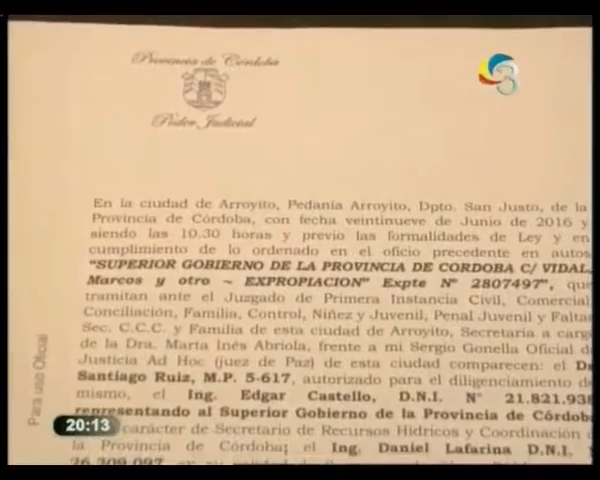 Provincia de Córdoba
3
Poder Judicial
En la ciudad de Arroyito, Pedanía Arroyito, Dpto. San Justo, de la
Provincia de Córdoba, con fecha veintinueve de Junio de 2016 y
siendo las 10.30 horas y previo las formalidades de Ley y en
cumplimiento de lo ordenado en el oficio precedente en autos
"SUPERIOR GOBIERNO DE LA PROVINCIA DE CORDOBA C/ VIDAL,
Marcos y otro – EXPROPIACION" Expte Nº 2807497", que
tramitan ante el Juzgado de Primera Instancia Civil, Comercial
Conciliación, Familia, Control, Niñez y Juvenil, Penal Juvenil y Faltas
Sec. C.C.C. y Familia de esta ciudad de Arroyito, Secretaria a cargo
de la Dra. Marta Inés Abriola, frente a mi Sergio Gonella Oficial de
Justicia Ad Hoc (juez de Paz) de esta ciudad comparecen: el Dr
Santiago Ruiz, M.P. 5-617, autorizado para el diligenciamiento de
mismo, el Ing. Edgar Castello, D.N.I. Nº 21.821.938
representando al Superior Gobierno de la Provincia de Córdoba
carácter de Secretario de Recursos Hídricos y Coordinación
la Provincia de Córdoba; el Ing. Daniel Lafarina D.N.I.
26.309.097
Para uso Oficial
20:13